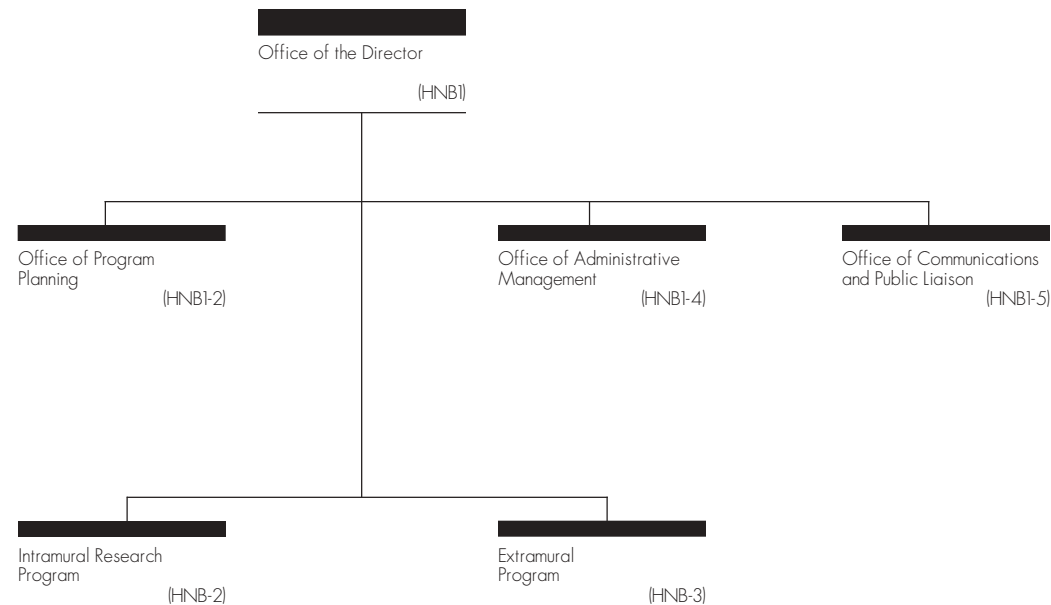 Office of the Director
(HNB1)
Office of Program
Planning
(HNB1-2)
Office of Administrative
Management
(HNB1-4)
Office of Communications
and Public Liaison
(HNB1-5)
Intramural Research
Program
(HNB-2)
Extramural
Program
(HNB-3)